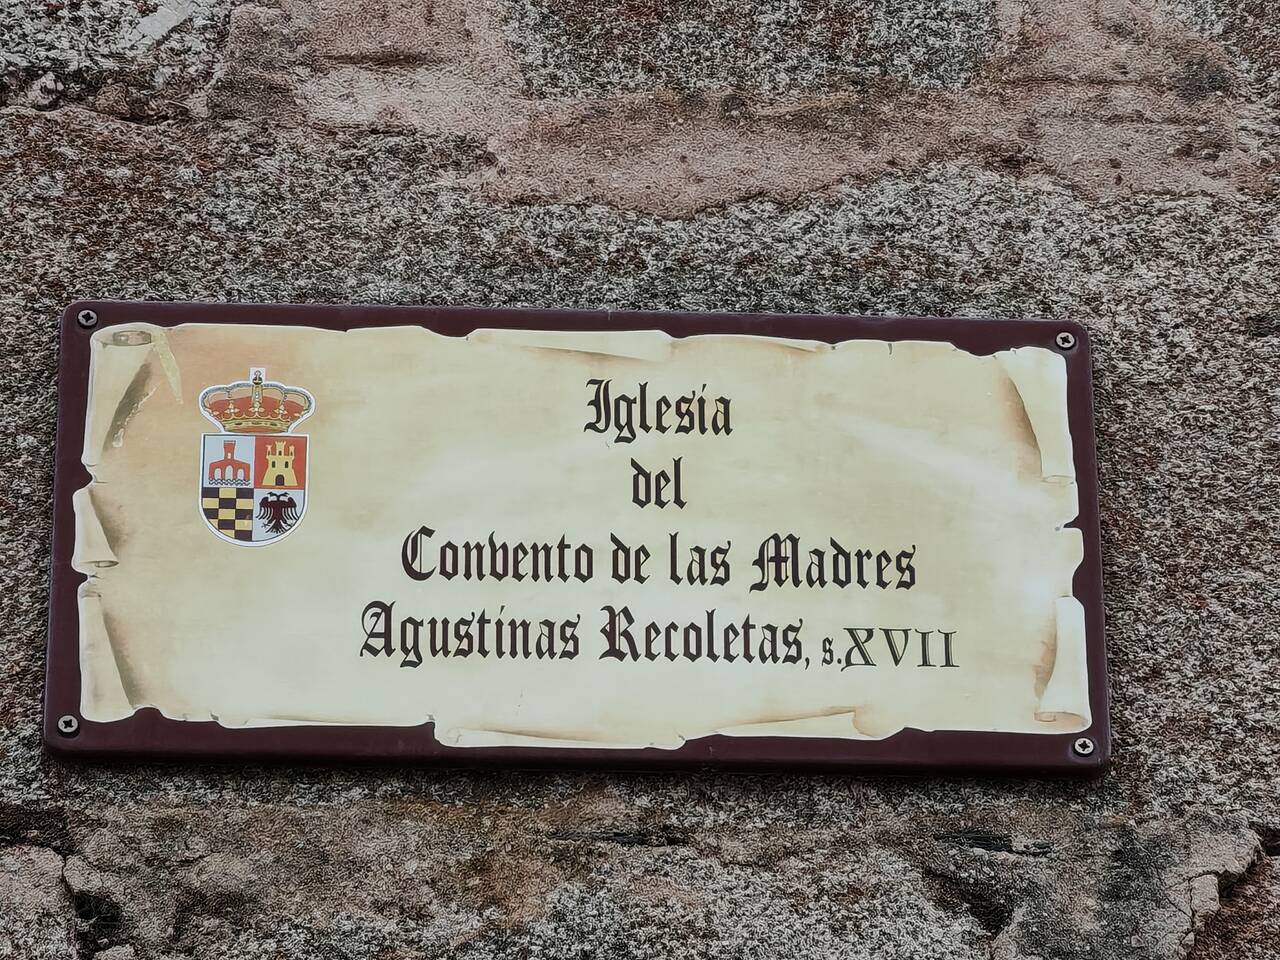 Iglesia
del
Convento de las Madres
Agustinas Recoletas, s.XVII